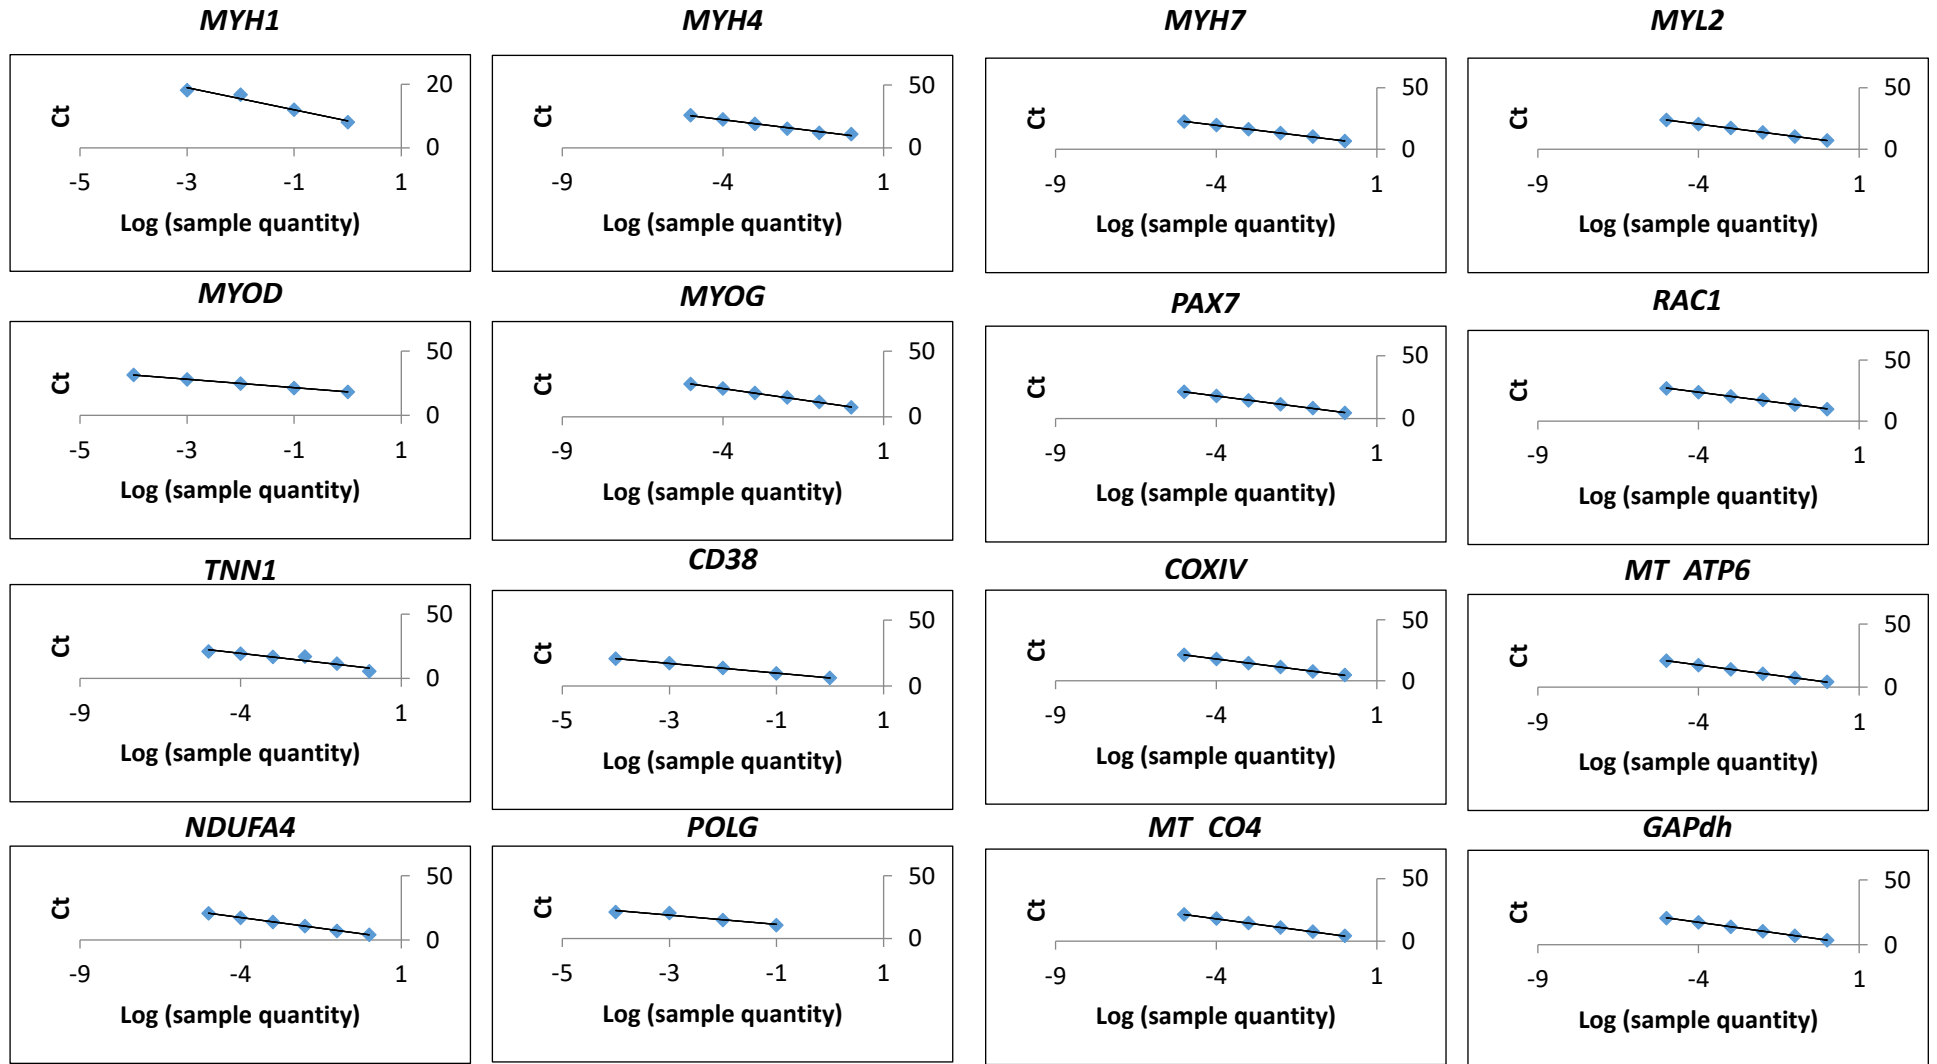 MYH1 MYH4 MYH7 MYL2
Ct 20 0 -5 -3 -1 1 Log (sample quantity)
Ct 50 0 -9 -4 1 Log (sample quantity)
Ct 50 0 -9 -4 1 Log (sample quantity)
Ct 50 0 -9 -4 1 Log (sample quantity)
MYOD MYOG PAX7 RAC1
Ct 50 0 -5 -3 -1 1 Log (sample quantity)
Ct 50 0 -9 -4 1 Log (sample quantity)
Ct 50 0 -9 -4 1 Log (sample quantity)
Ct 50 0 -9 -4 1 Log (sample quantity)
TNN1 CD38 COXIV MT ATP6
Ct 50 0 -9 -4 1 Log (sample quantity)
Ct 50 0 -5 -3 -1 1 Log (sample quantity)
Ct 50 0 -9 -4 1 Log (sample quantity)
Ct 50 0 -9 -4 1 Log (sample quantity)
NDUFA4 POLG MT CO4 GAPdh
Ct 50 0 -9 -4 1 Log (sample quantity)
Ct 50 0 -5 -3 -1 1 Log (sample quantity)
Ct 50 0 -9 -4 1 Log (sample quantity)
Ct 50 0 -9 -4 1 Log (sample quantity)